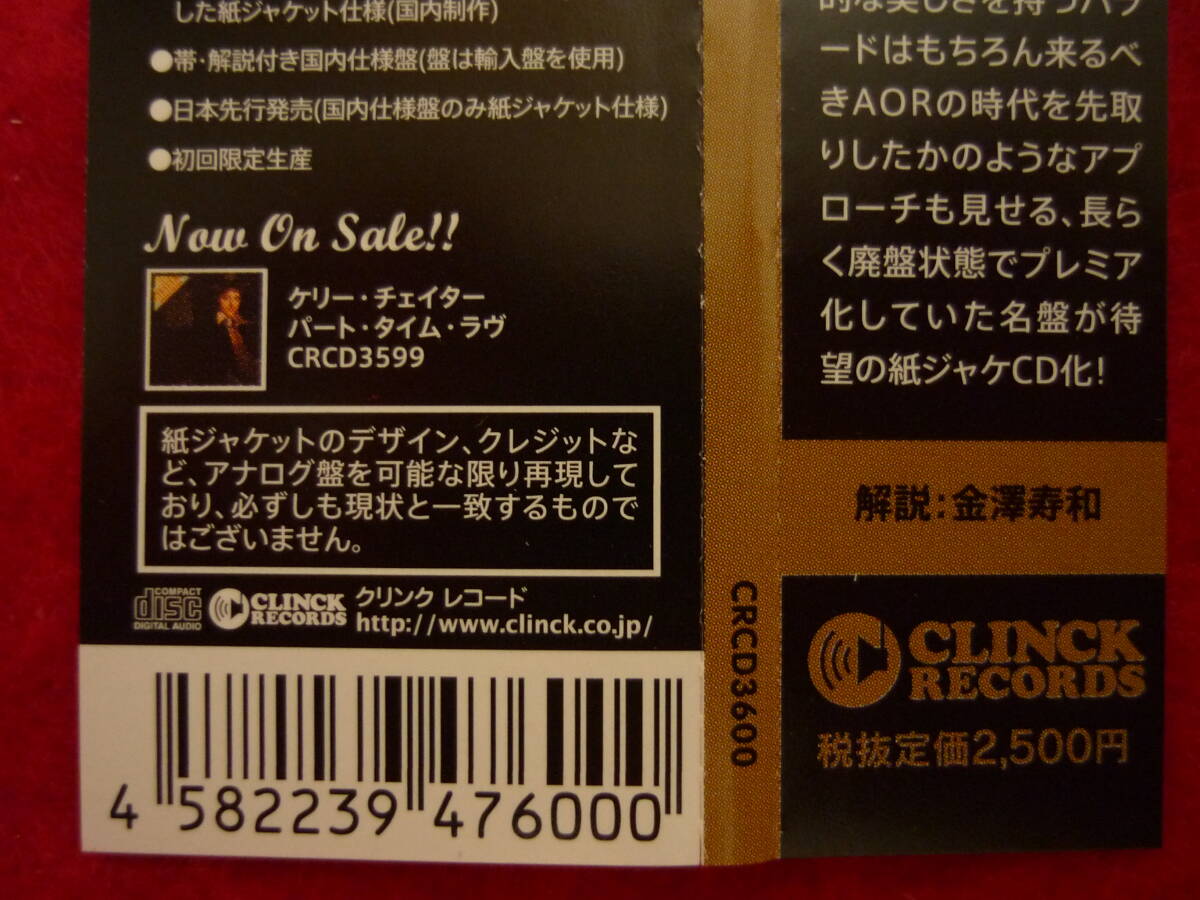 した紙ジャケット仕様(国内制作)
●帯・解説付き国内仕様盤(盤は輸入盤を使用)
●日本先行発売(国内仕様盤のみ紙ジャケット仕様)
●初回限定生産
Now On Sale!!
ケリー・チェイター
パート・タイム・ラヴ
CRCD3599
紙ジャケットのデザイン、クレジットな
ど、アナログ盤を可能な限り再現して
おり、必ずしも現状と一致するもので
はございません。
COMPACT
disc
DIGITAL AUDIO
CLINCK
RECORDS
クリンク レコード
http://www.clinck.co.jp/
4 582239 476000
CRCD3600
的な美しさを持つバラ
ードはもちろん来るべ
きAORの時代を先取
りしたかのようなアプ
ローチも見せる、長ら
く廃盤状態でプレミア
化していた名盤が待
望の紙ジャケCD化!
解説:金澤寿和
CLINCK
RECORDS
税抜定価2,500円